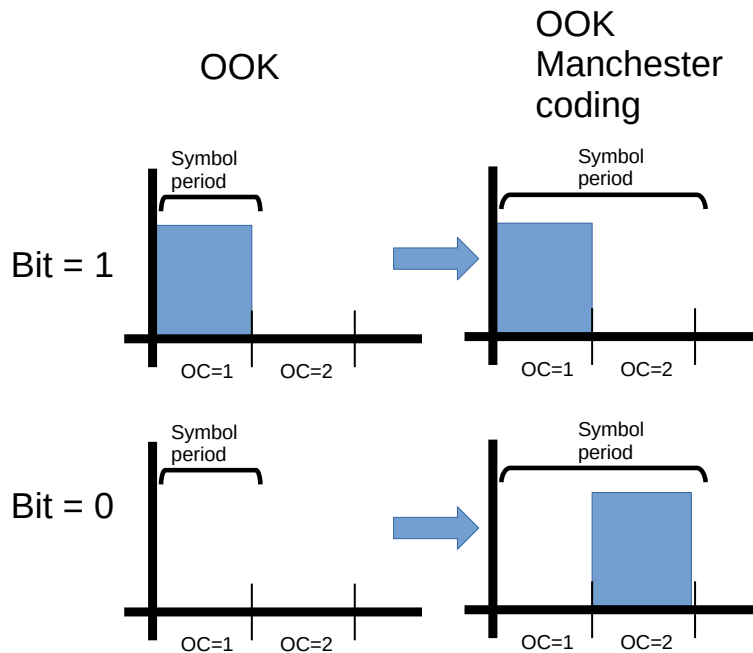 OOK
OOK
Manchester
coding
Symbol
period
Symbol
period
Bit = 1
OC=1 OC=2
OC=1 OC=2
Symbol
period
Symbol
period
Bit = 0
OC=1 OC=2
OC=1 OC=2